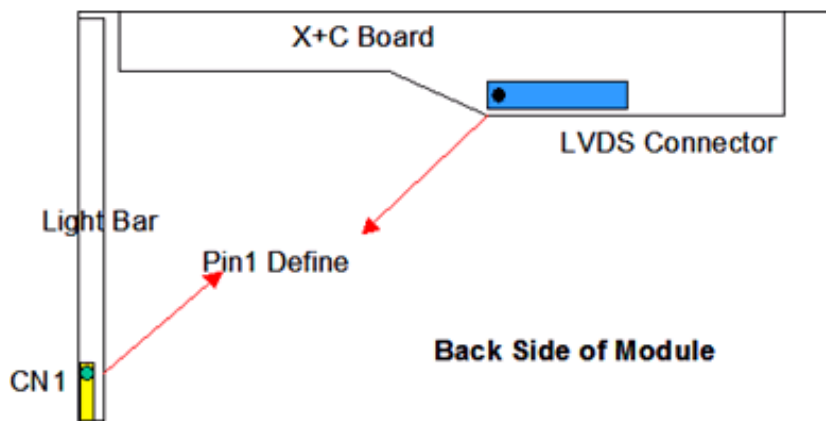 X+C Board
LVDS Connector
Light Bar
Pin1 Define
Back Side of Module
CN1